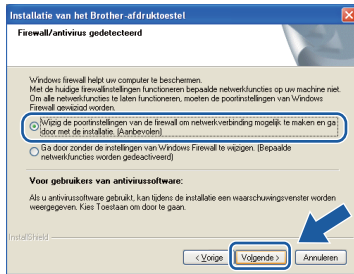 Installatie van het Brother-afdruktoestel
Firewall/antivirus gedetecteerd
Windows firewall helpt uw computer te beschermen.
Met de huidige firewallinstellingen functioneren bepaalde netwerkfuncties op uw machine niet.
Om alle netwerkfuncties te laten functioneren, moeten de poortinstellingen van Windows
Firewall gewijzigd worden.
Wijzig de poortinstellingen van de firewall om netwerkverbinding mogelijk te maken en ga
door met de installatie. (Aanbevolen)
Ga door zonder de instellingen van Windows Firewall te wijzigen. (Bepaalde
netwerkfuncties worden gedeactiveerd)
Voor gebruikers van antivirussoftware:
Als u antivirussoftware gebruikt, kan tijdens de installatie een waarschuwingsvenster worden
weergegeven. Kies Toestaan om door te gaan.
InstallShield
< Vorige
Volgende >
Annuleren